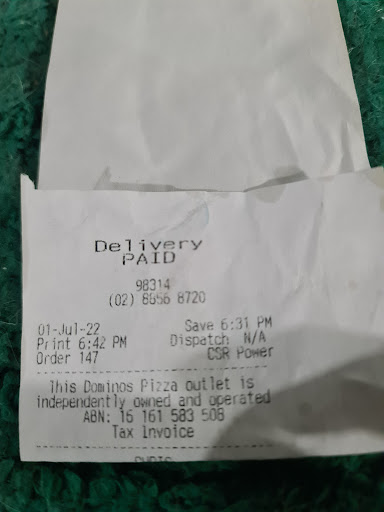 Delivery
PAID
98314
(02) 8656 8720
01-Jul-22 Save 6:31 PM
Print 6:42 PM Dispatch N/A
Order 147 CSR Power
This Dominos Pizza outlet is
independently owned and operated
ABN: 16 161 583 508
Tax Invoice